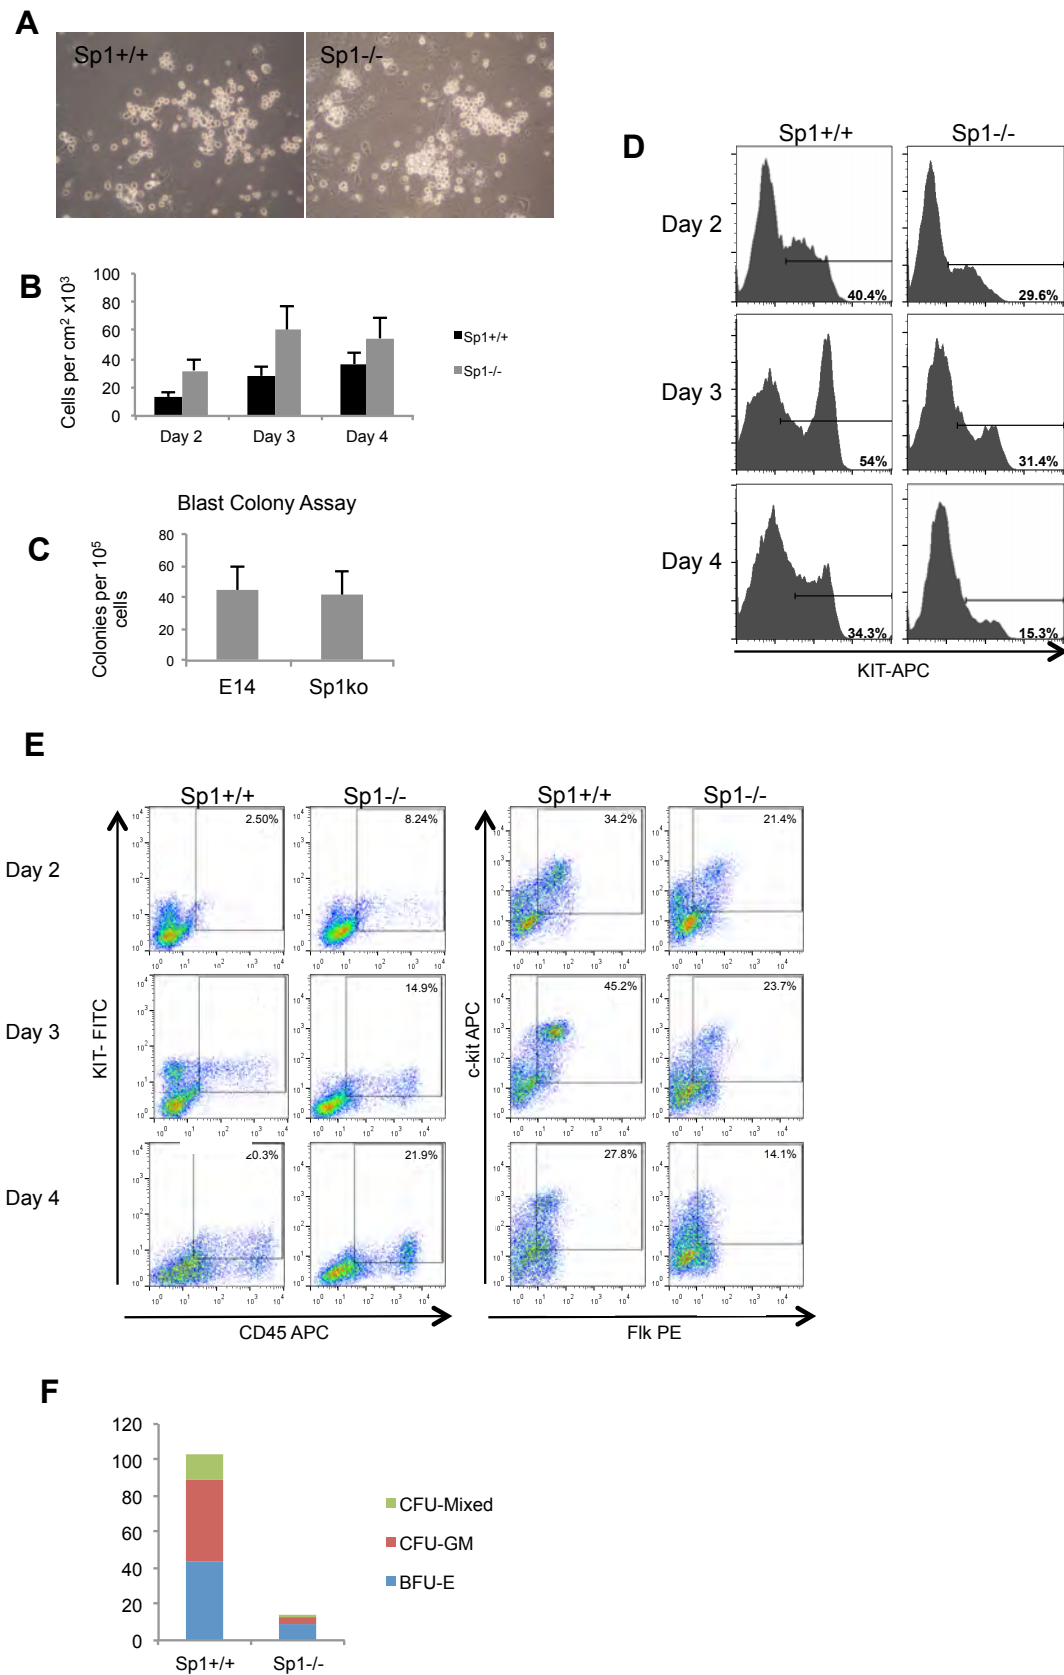 A
Sp1+/+
Sp1-/-
B
Cells per cm² x10³
100
80
60
40
20
0
Day 2
Day 3
Day 4
Sp1+/+
Sp1-/-
C
Blast Colony Assay
Colonies per 10⁵
cells
80
60
40
20
0
E14
Sp1ko
D
Sp1+/+
Sp1-/-
Day 2
40.4%
29.6%
Day 3
54%
31.4%
Day 4
34.3%
15.3%
KIT-APC
E
Sp1+/+
Sp1-/-
Sp1+/+
Sp1-/-
Day 2
2.50%
8.24%
34.2%
21.4%
Day 3
14.9%
45.2%
23.7%
Day 4
20.3%
21.9%
27.8%
14.1%
KIT- FITC
c-kit APC
CD45 APC
Flk PE
F
120
100
80
60
40
20
0
Sp1+/+
Sp1-/-
CFU-Mixed
CFU-GM
BFU-E